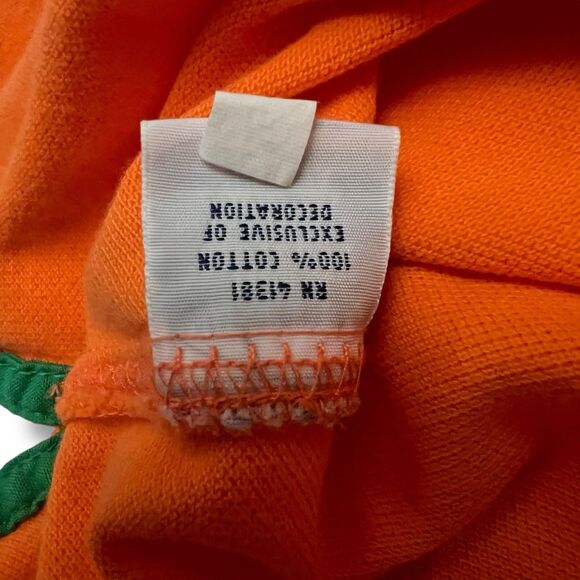 RN 41381
100% COTTON
EXCLUSIVE OF
DECORATION